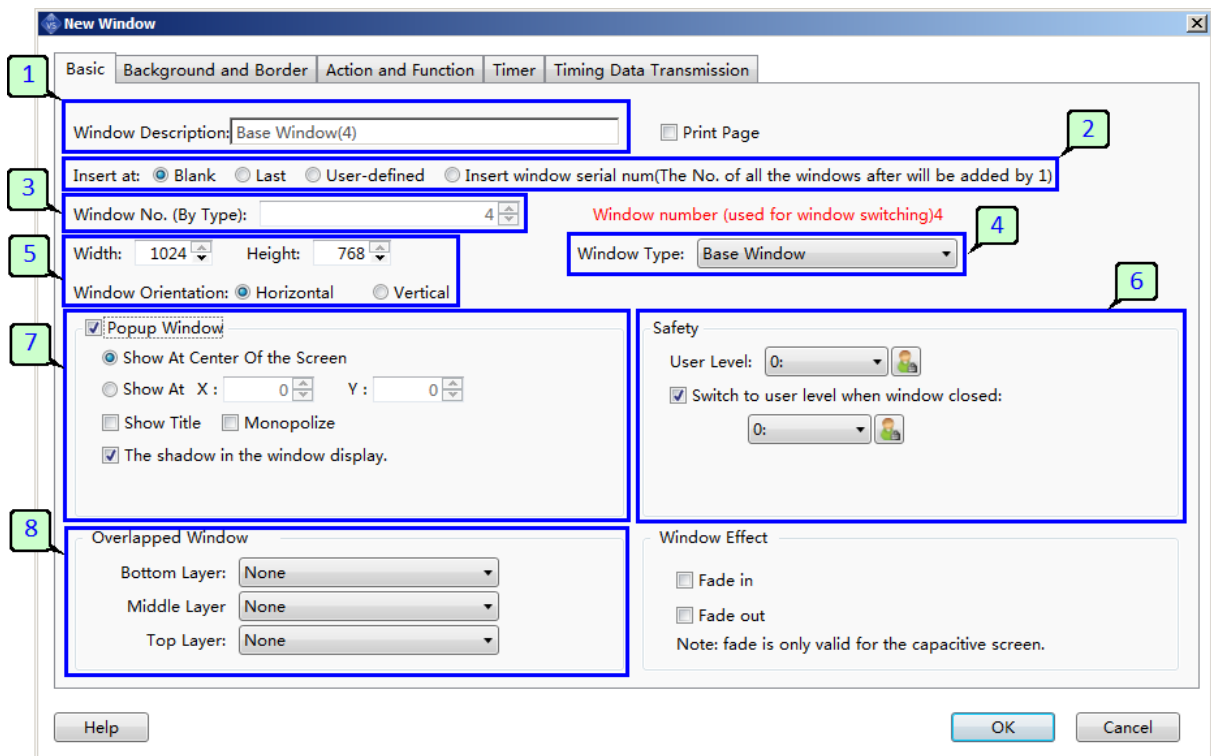 VS New Window
Basic Background and Border Action and Function Timer Timing Data Transmission
1
Window Description: Base Window(4) Print Page
2
Insert at: Blank Last User-defined Insert window serial num(The No. of all the windows after will be added by 1)
3
Window No. (By Type): 4 Window number (used for window switching)4
4
5
Width: 1024 Height: 768 Window Type: Base Window
Window Orientation: Horizontal Vertical
6
7
Popup Window
Show At Center Of the Screen
Show At X : 0 Y : 0
Show Title Monopolize
The shadow in the window display.
Safety
User Level: 0:
Switch to user level when window closed:
0:
8
Overlapped Window
Bottom Layer: None
Middle Layer None
Top Layer: None
Window Effect
Fade in
Fade out
Note: fade is only valid for the capacitive screen.
Help OK Cancel